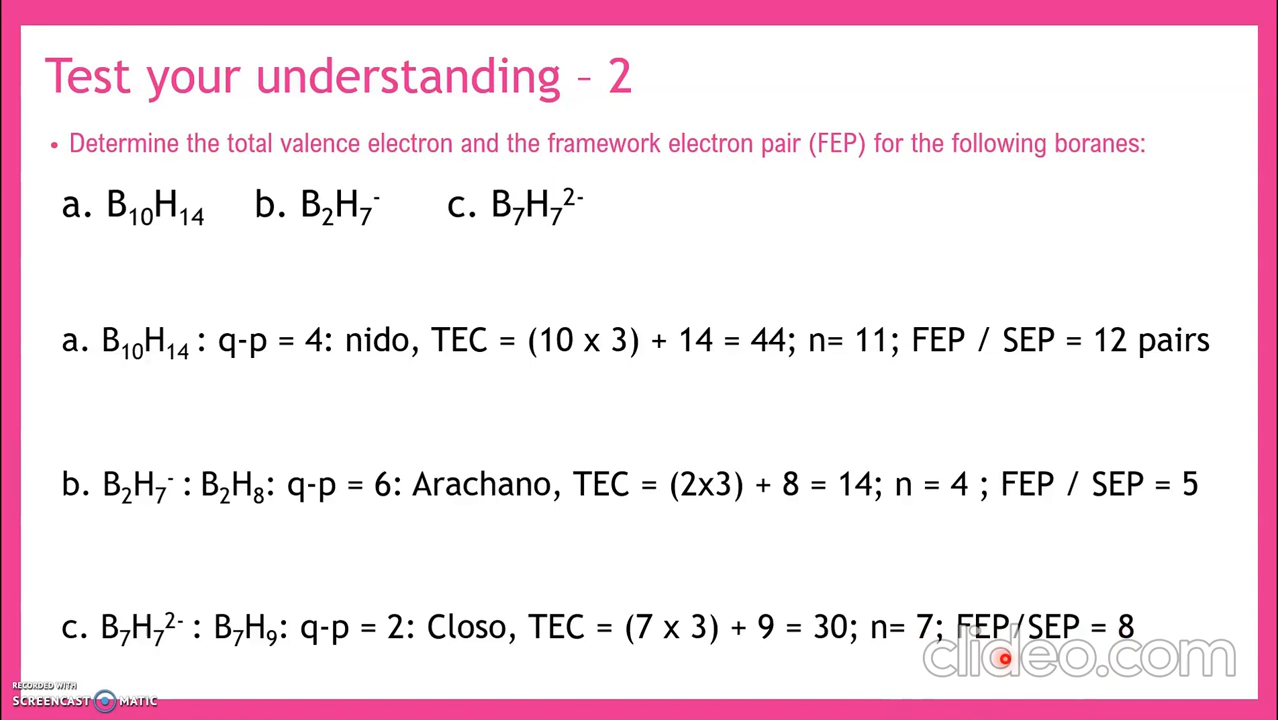 Test your understanding – 2
• Determine the total valence electron and the framework electron pair (FEP) for the following boranes:
a. B₁₀H₁₄ b. B₂H₇⁻ c. B₇H₇²⁻
a. B₁₀H₁₄ : q-p = 4: nido, TEC = (10 x 3) + 14 = 44; n= 11; FEP / SEP = 12 pairs
b. B₂H₇⁻ : B₂H₈: q-p = 6: Arachano, TEC = (2x3) + 8 = 14; n = 4 ; FEP / SEP = 5
c. B₇H₇²⁻ : B₇H₉: q-p = 2: Closo, TEC = (7 x 3) + 9 = 30; n= 7; FEP/SEP = 8
clideo.com
RECORDED WITH
SCREENCAST MATIC